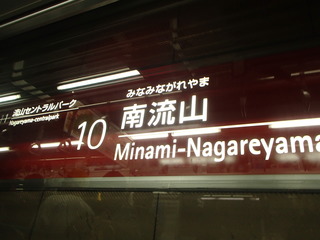 流山セントラルパーク
Nagareyama-centralpark
10
みなみながれやま
南流山
Minami-Nagareyama